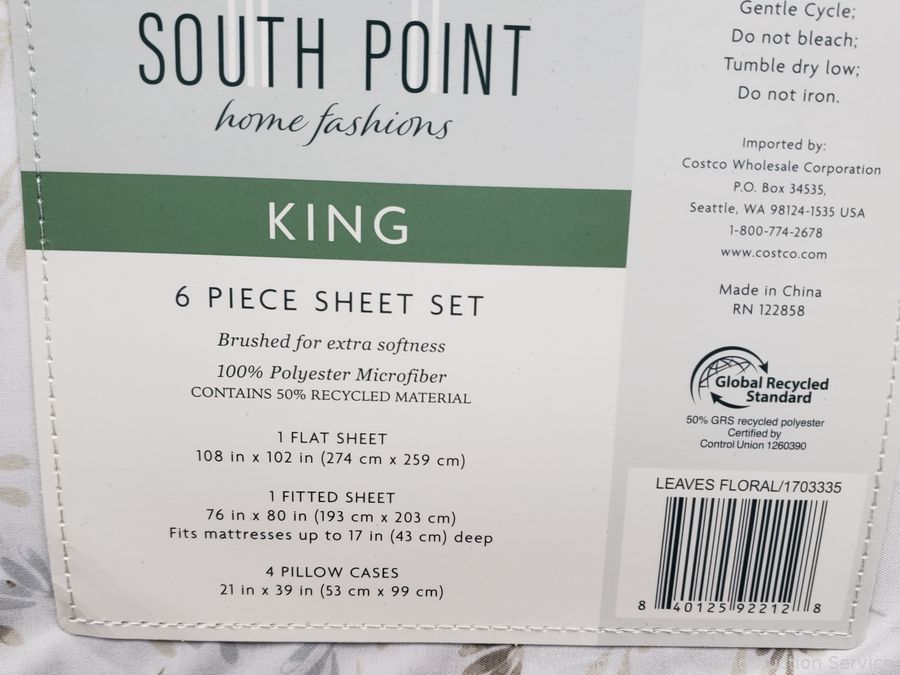 SOUTH POINT
home fashions
KING
6 PIECE SHEET SET
Brushed for extra softness
100% Polyester Microfiber
CONTAINS 50% RECYCLED MATERIAL
1 FLAT SHEET
108 in x 102 in (274 cm x 259 cm)
1 FITTED SHEET
76 in x 80 in (193 cm x 203 cm)
Fits mattresses up to 17 in (43 cm) deep
4 PILLOW CASES
21 in x 39 in (53 cm x 99 cm)
Gentle Cycle;
Do not bleach;
Tumble dry low;
Do not iron.
Imported by:
Costco Wholesale Corporation
P.O. Box 34535,
Seattle, WA 98124-1535 USA
1-800-774-2678
www.costco.com
Made in China
RN 122858
Global Recycled
Standard
50% GRS recycled polyester
Certified by
Control Union 1260390
LEAVES FLORAL/1703335
8 40125 92212 8
Auction Service